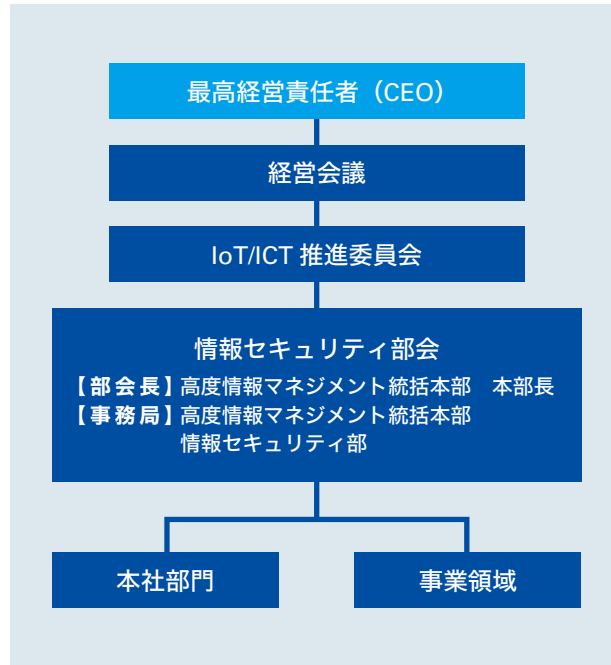 最高経営責任者（CEO）
経営会議
IoT/ICT 推進委員会
情報セキュリティ部会
【部会長】高度情報マネジメント統括本部　本部長
【事務局】高度情報マネジメント統括本部
情報セキュリティ部
本社部門
事業領域